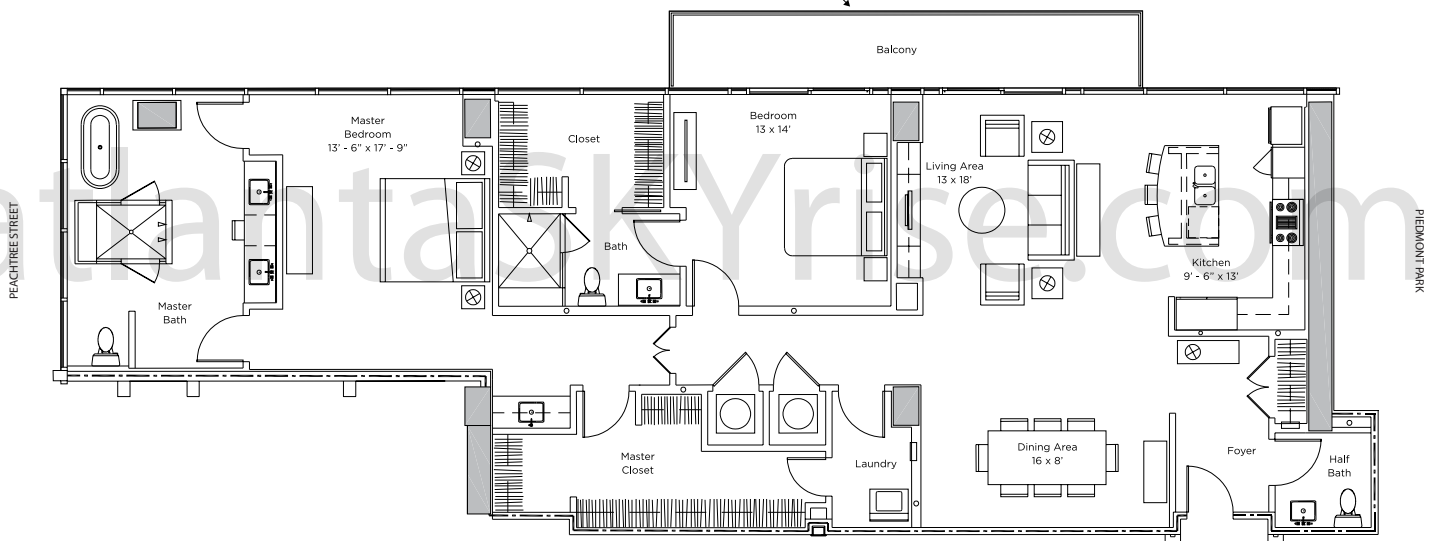 Balcony
Master
Bedroom
13' - 6" x 17' - 9"
Closet
Bedroom
13 x 14'
Living Area
13 x 18'
atlantaSKYrise.com
PEACHTREE STREET
PIEDMONT PARK
Bath
Kitchen
9' - 6" x 13'
Master
Bath
Master
Closet
Laundry
Dining Area
16 x 8'
Foyer
Half
Bath